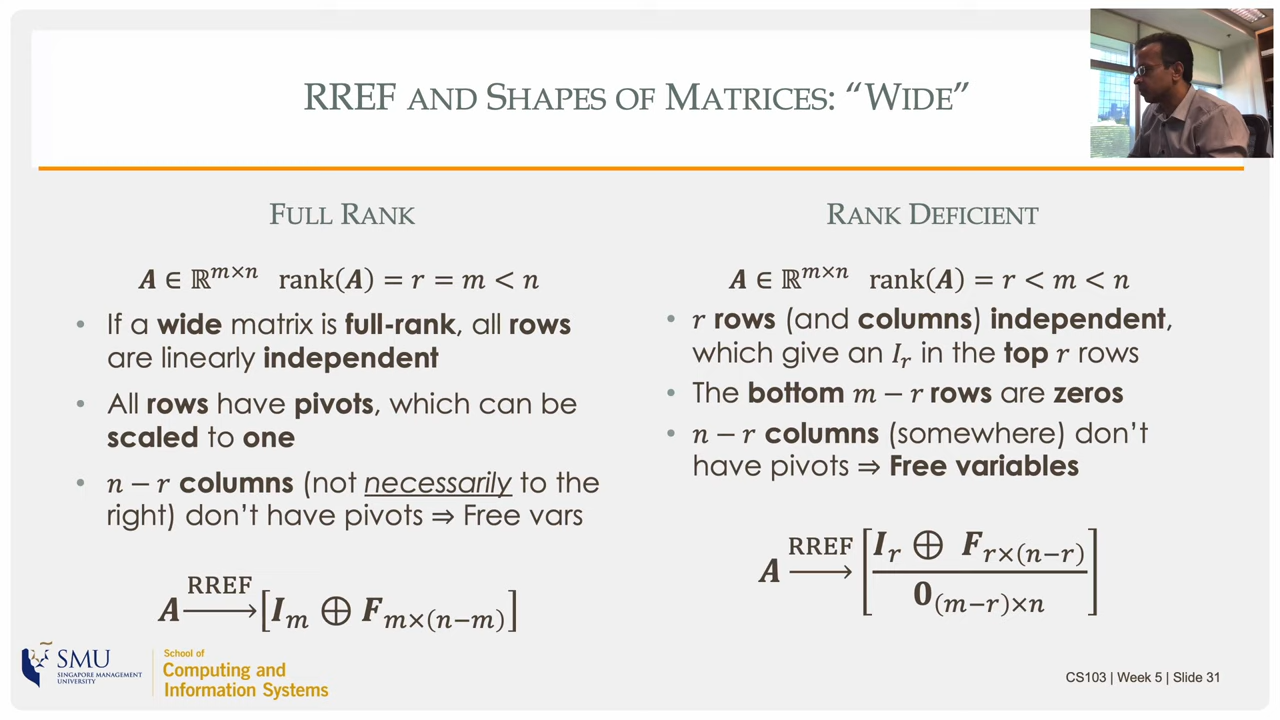 RREF AND SHAPES OF MATRICES: “WIDE”
FULL RANK
𝑨 ∈ ℝ^{𝑚×𝑛} rank(𝑨) = 𝑟 = 𝑚 < 𝑛
• If a wide matrix is full-rank, all rows
are linearly independent
• All rows have pivots, which can be
scaled to one
• 𝑛 − 𝑟 columns (not necessarily to the
right) don’t have pivots ⇒ Free vars
𝑨 \xrightarrow{RREF} [𝑰_𝑚 ⊕ 𝑭_{𝑚×(𝑛−𝑚)}]
RANK DEFICIENT
𝑨 ∈ ℝ^{𝑚×𝑛} rank(𝑨) = 𝑟 < 𝑚 < 𝑛
• 𝑟 rows (and columns) independent,
which give an 𝐼_𝑟 in the top 𝑟 rows
• The bottom 𝑚 − 𝑟 rows are zeros
• 𝑛 − 𝑟 columns (somewhere) don’t
have pivots ⇒ Free variables
𝑨 \xrightarrow{RREF} [\frac{𝑰_𝑟 ⊕ 𝑭_{𝑟×(𝑛−𝑟)}}{𝟎_{(𝑚−𝑟)×𝑛}}]
SMU
SINGAPORE MANAGEMENT
UNIVERSITY
School of
Computing and
Information Systems
CS103 | Week 5 | Slide 31